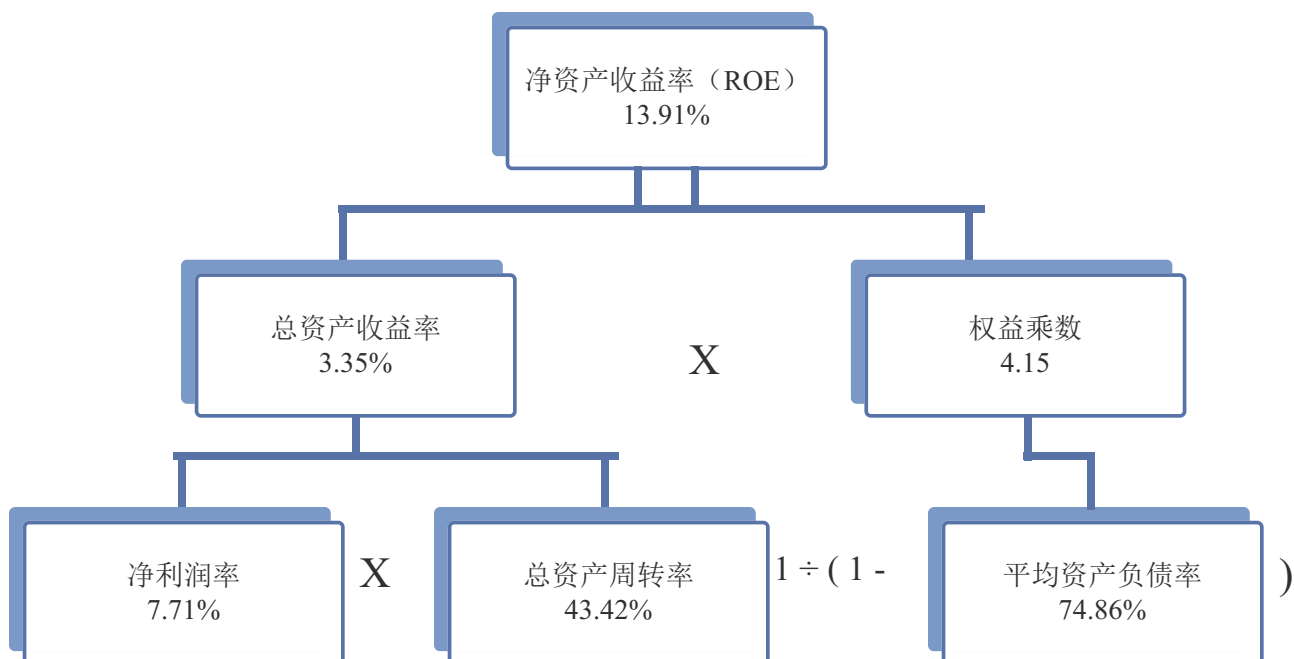 净资产收益率（ROE）
13.91%
总资产收益率
3.35%
X
权益乘数
4.15
净利润率
7.71%
X
总资产周转率
43.42%
1 ÷ ( 1 -
平均资产负债率
74.86%
)